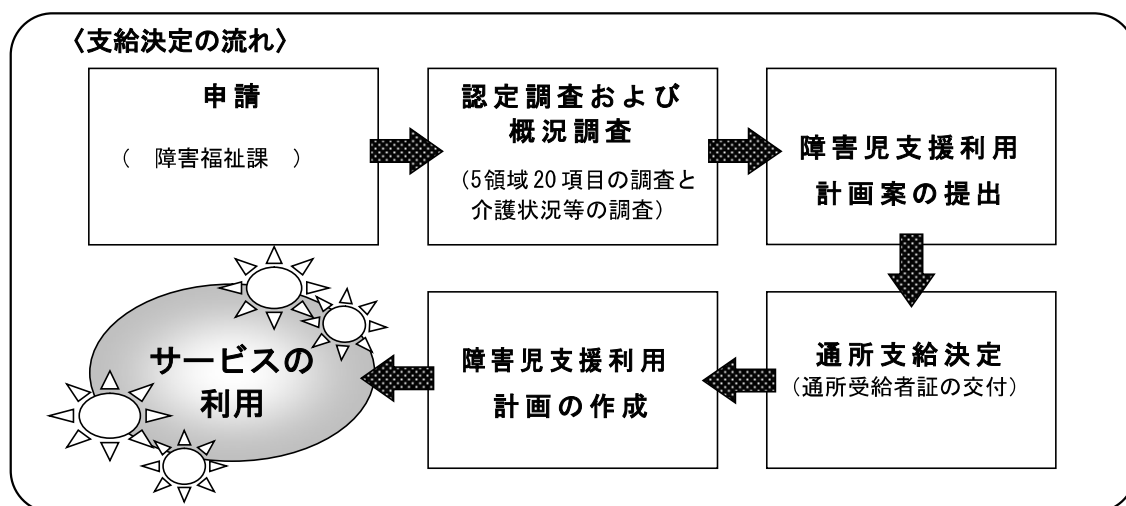 〈支給決定の流れ〉
申請
（　障害福祉課　）
認定調査および
概況調査
（5領域20項目の調査と
介護状況等の調査）
障害児支援利用
計画案の提出
通所支給決定
（通所受給者証の交付）
障害児支援利用
計画の作成
サービスの
利用